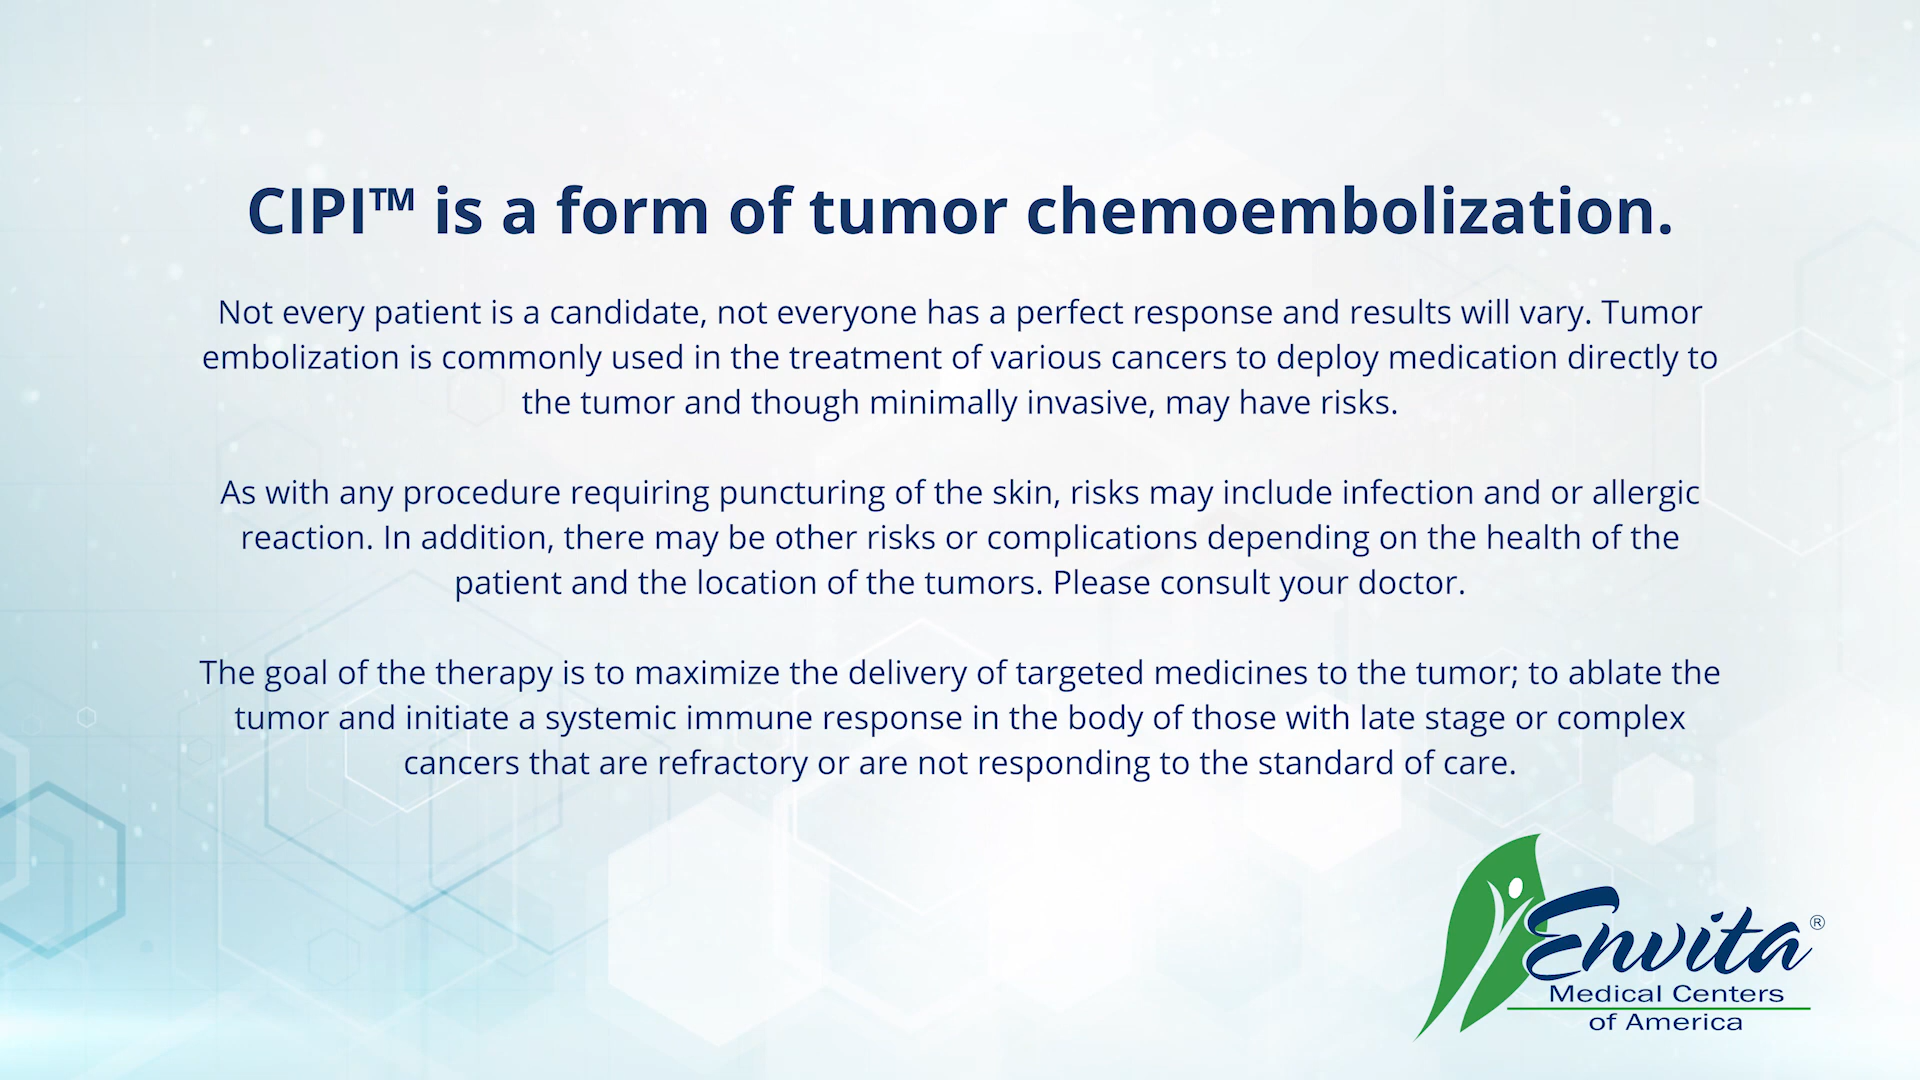 CIPI™ is a form of tumor chemoembolization.
Not every patient is a candidate, not everyone has a perfect response and results will vary. Tumor
embolization is commonly used in the treatment of various cancers to deploy medication directly to
the tumor and though minimally invasive, may have risks.
As with any procedure requiring puncturing of the skin, risks may include infection and or allergic
reaction. In addition, there may be other risks or complications depending on the health of the
patient and the location of the tumors. Please consult your doctor.
The goal of the therapy is to maximize the delivery of targeted medicines to the tumor; to ablate the
tumor and initiate a systemic immune response in the body of those with late stage or complex
cancers that are refractory or are not responding to the standard of care.
Envita®
Medical Centers
of America